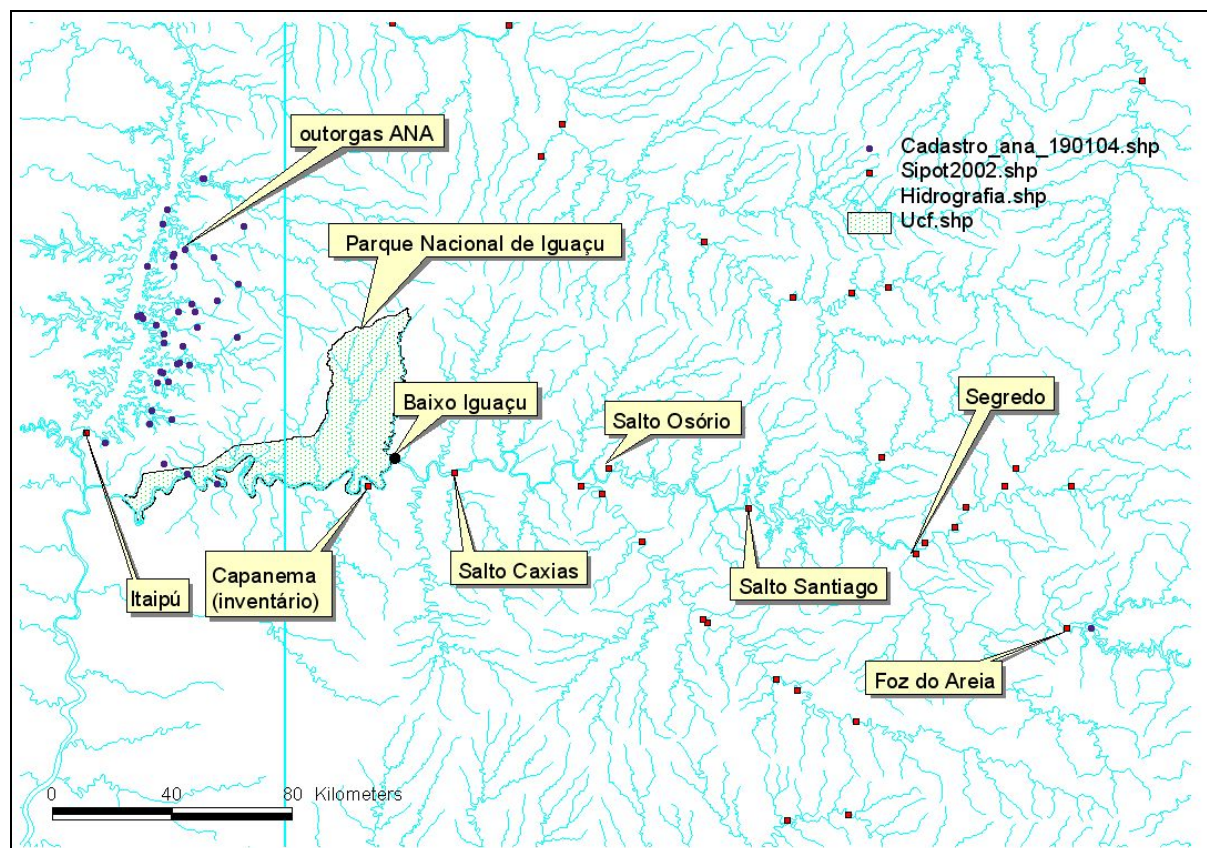 outorgas ANA
Cadastro_ana_190104.shp
Sipot2002.shp
Hidrografia.shp
Ucf.shp
Parque Nacional de Iguaçu
Baixo Iguaçu
Salto Osório
Segredo
Itaipú
Capanema
(inventário)
Salto Caxias
Salto Santiago
Foz do Areia
0 40 80 Kilometers